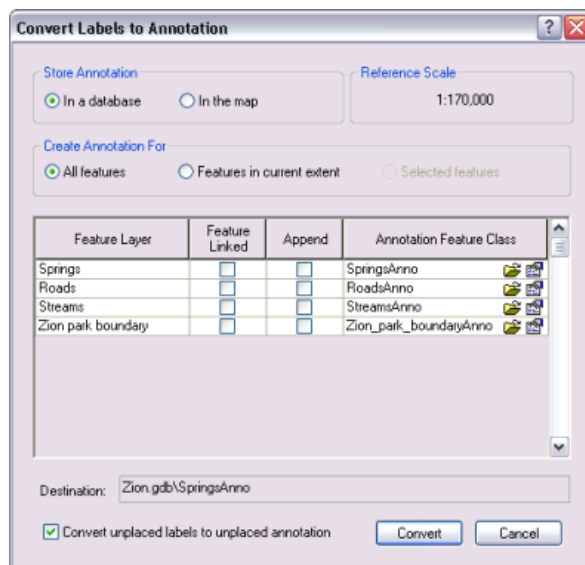 Convert Labels to Annotation
Store Annotation
In a database In the map
Reference Scale
1:170,000
Create Annotation For
All features Features in current extent Selected features
Feature Layer Feature Linked Append Annotation Feature Class
Springs SpringsAnno
Roads RoadsAnno
Streams StreamsAnno
Zion park boundary Zion_park_boundaryAnno
Destination: Zion.gdb\SpringsAnno
Convert unplaced labels to unplaced annotation Convert Cancel